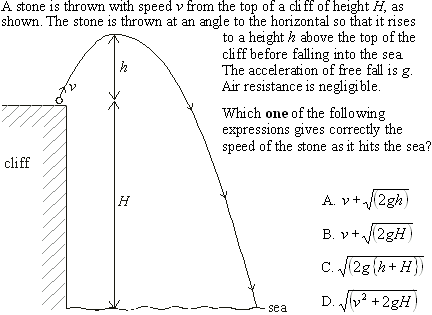 A stone is thrown with speed v from the top of a cliff of height H, as
shown. The stone is thrown at an angle to the horizontal so that it rises
to a height h above the top of the
cliff before falling into the sea
The acceleration of free fall is g.
Air resistance is negligible.
v
h
Which one of the following
expressions gives correctly the
speed of the stone as it hits the sea?
cliff
H
A. v + √(2gh)
B. v + √(2gH)
C. √(2g(h + H))
D. √(v² + 2gH)
sea